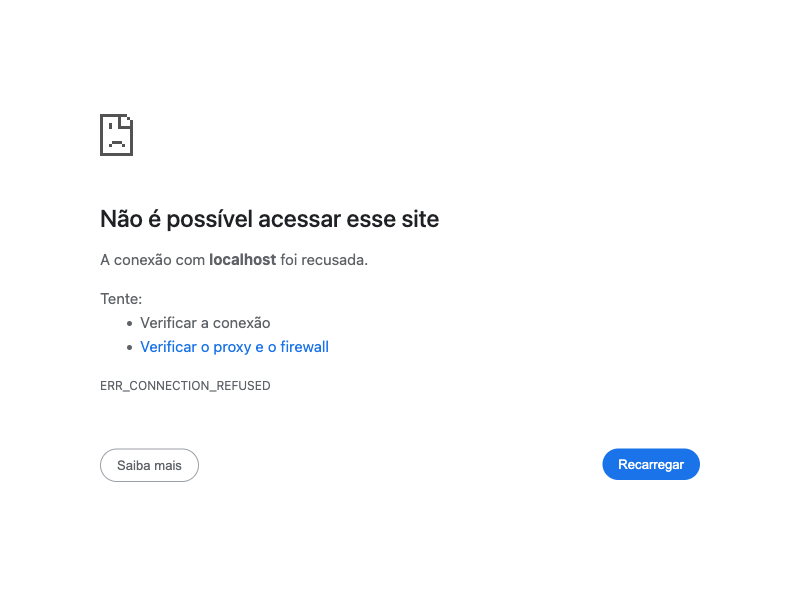 Não é possível acessar esse site
A conexão com localhost foi recusada.
Tente:
• Verificar a conexão
• Verificar o proxy e o firewall
ERR_CONNECTION_REFUSED
Saiba mais
Recarregar